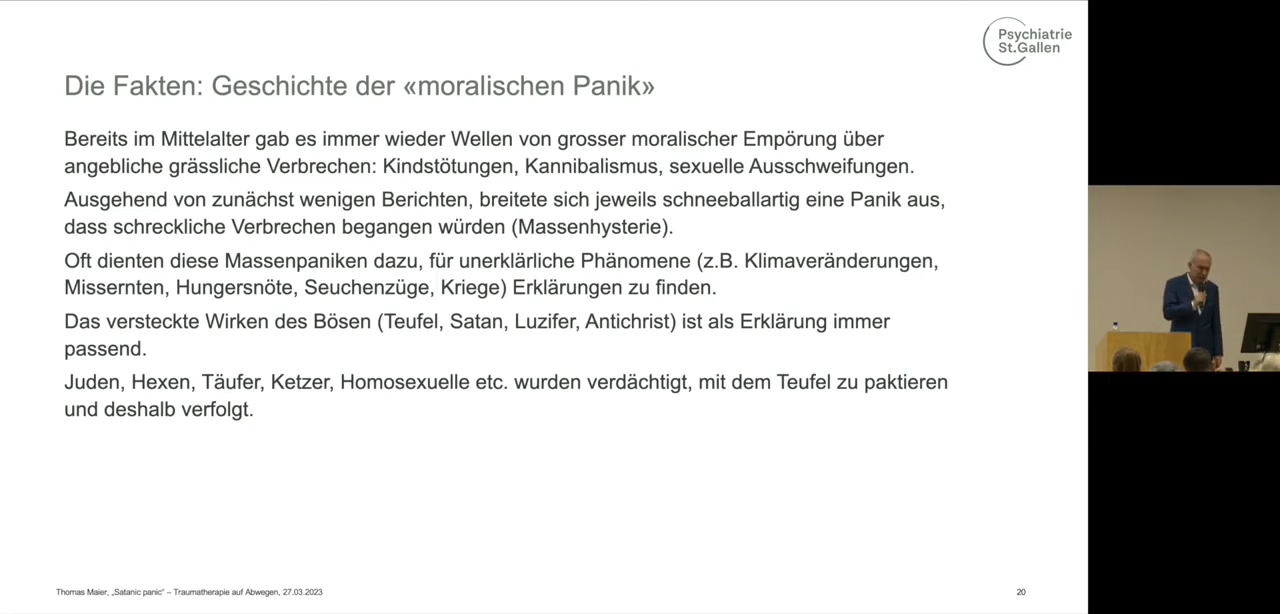 Psychiatrie
St.Gallen
Die Fakten: Geschichte der «moralischen Panik»
Bereits im Mittelalter gab es immer wieder Wellen von grosser moralischer Empörung über
angebliche grässliche Verbrechen: Kindstötungen, Kannibalismus, sexuelle Ausschweifungen.
Ausgehend von zunächst wenigen Berichten, breitete sich jeweils schneeballartig eine Panik aus,
dass schreckliche Verbrechen begangen würden (Massenhysterie).
Oft dienten diese Massenpaniken dazu, für unerklärliche Phänomene (z.B. Klimaveränderungen,
Missernten, Hungersnöte, Seuchenzüge, Kriege) Erklärungen zu finden.
Das versteckte Wirken des Bösen (Teufel, Satan, Luzifer, Antichrist) ist als Erklärung immer
passend.
Juden, Hexen, Täufer, Ketzer, Homosexuelle etc. wurden verdächtigt, mit dem Teufel zu paktieren
und deshalb verfolgt.
Thomas Maier, „Satanic panic“ – Traumatherapie auf Abwegen, 27.03.2023
20